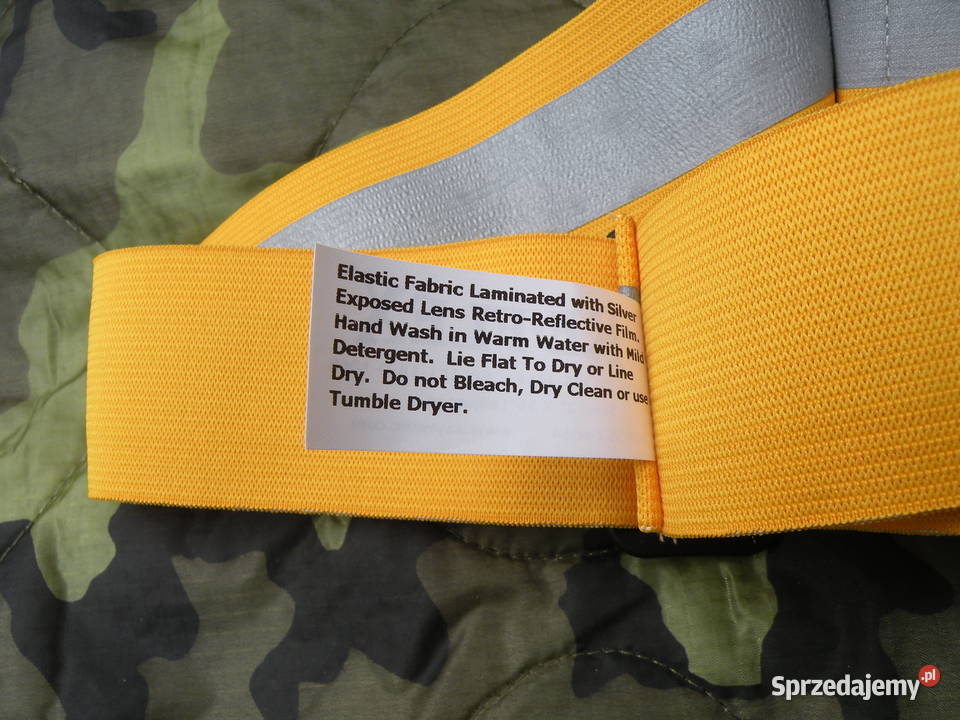 Elastic Fabric Laminated with Silver
Exposed Lens Retro-Reflective Film.
Hand Wash in Warm Water with Mild
Detergent.  Lie Flat To Dry or Line
Dry.  Do not Bleach, Dry Clean or use
Tumble Dryer.
Sprzedajemy.pl